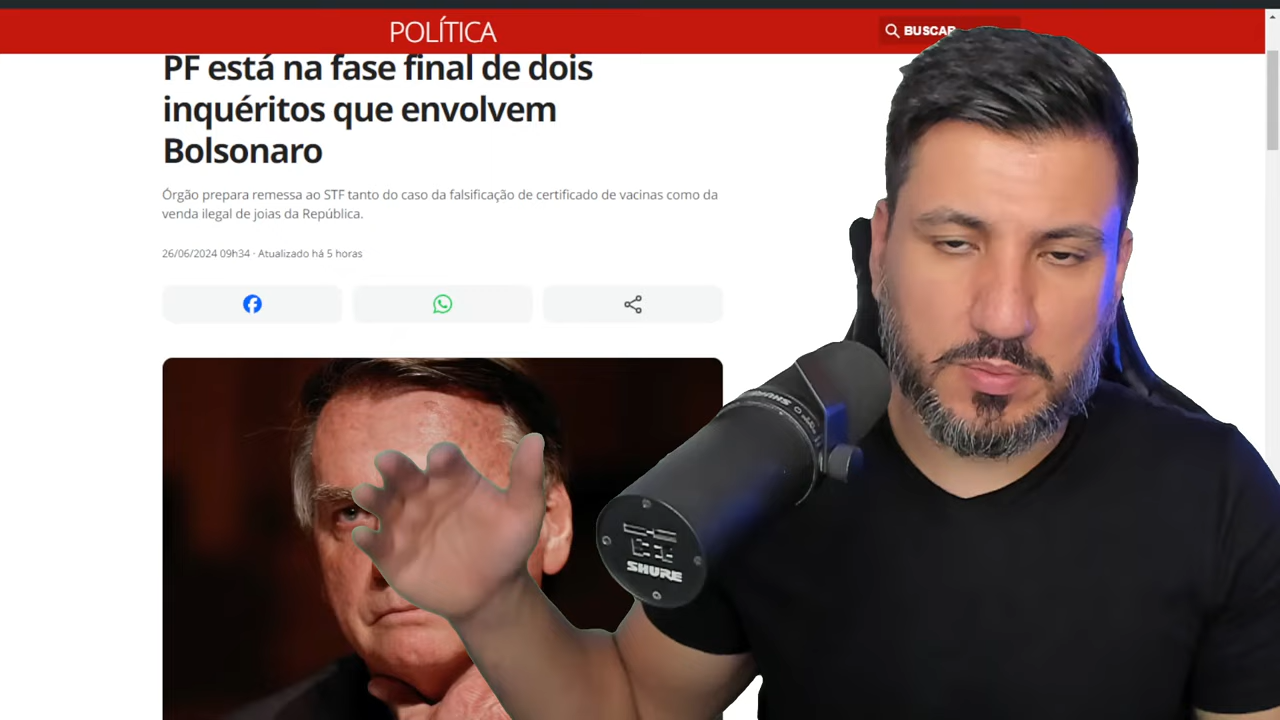 POLÍTICA
BUSCAR
PF está na fase final de dois
inquéritos que envolvem
Bolsonaro
Órgão prepara remessa ao STF tanto do caso da falsificação de certificado de vacinas como da
venda ilegal de joias da República.
26/06/2024 09h34 · Atualizado há 5 horas
SHURE
SHURE